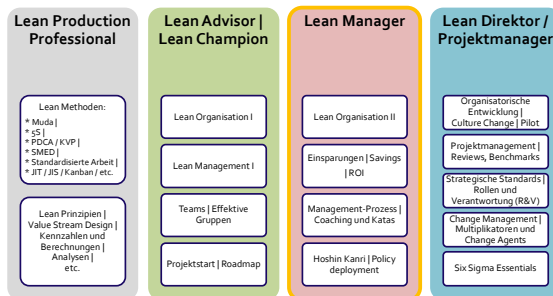 Lean Production
Professional
Lean Methoden:
* Muda |
* 5S |
* PDCA / KVP |
* SMED |
* Standardisierte Arbeit |
* JIT / JIS / Kanban / etc.
Lean Prinzipien |
Value Stream Design |
Kennzahlen und
Berechnungen |
Analysen |
etc.
Lean Advisor |
Lean Champion
Lean Organisation I
Lean Management I
Teams | Effektive
Gruppen
Projektstart | Roadmap
Lean Manager
Lean Organisation II
Einsparungen | Savings
| ROI
Management-Prozess |
Coaching und Katas
Hoshin Kanri | Policy
deployment
Lean Direktor /
Projektmanager
Organisatorische
Entwicklung |
Culture Change | Pilot
Projektmanagement |
Reviews, Benchmarks
Strategische Standards |
Rollen und
Verantwortung (R&V)
Change Management |
Multiplikatoren und
Change Agents
Six Sigma Essentials